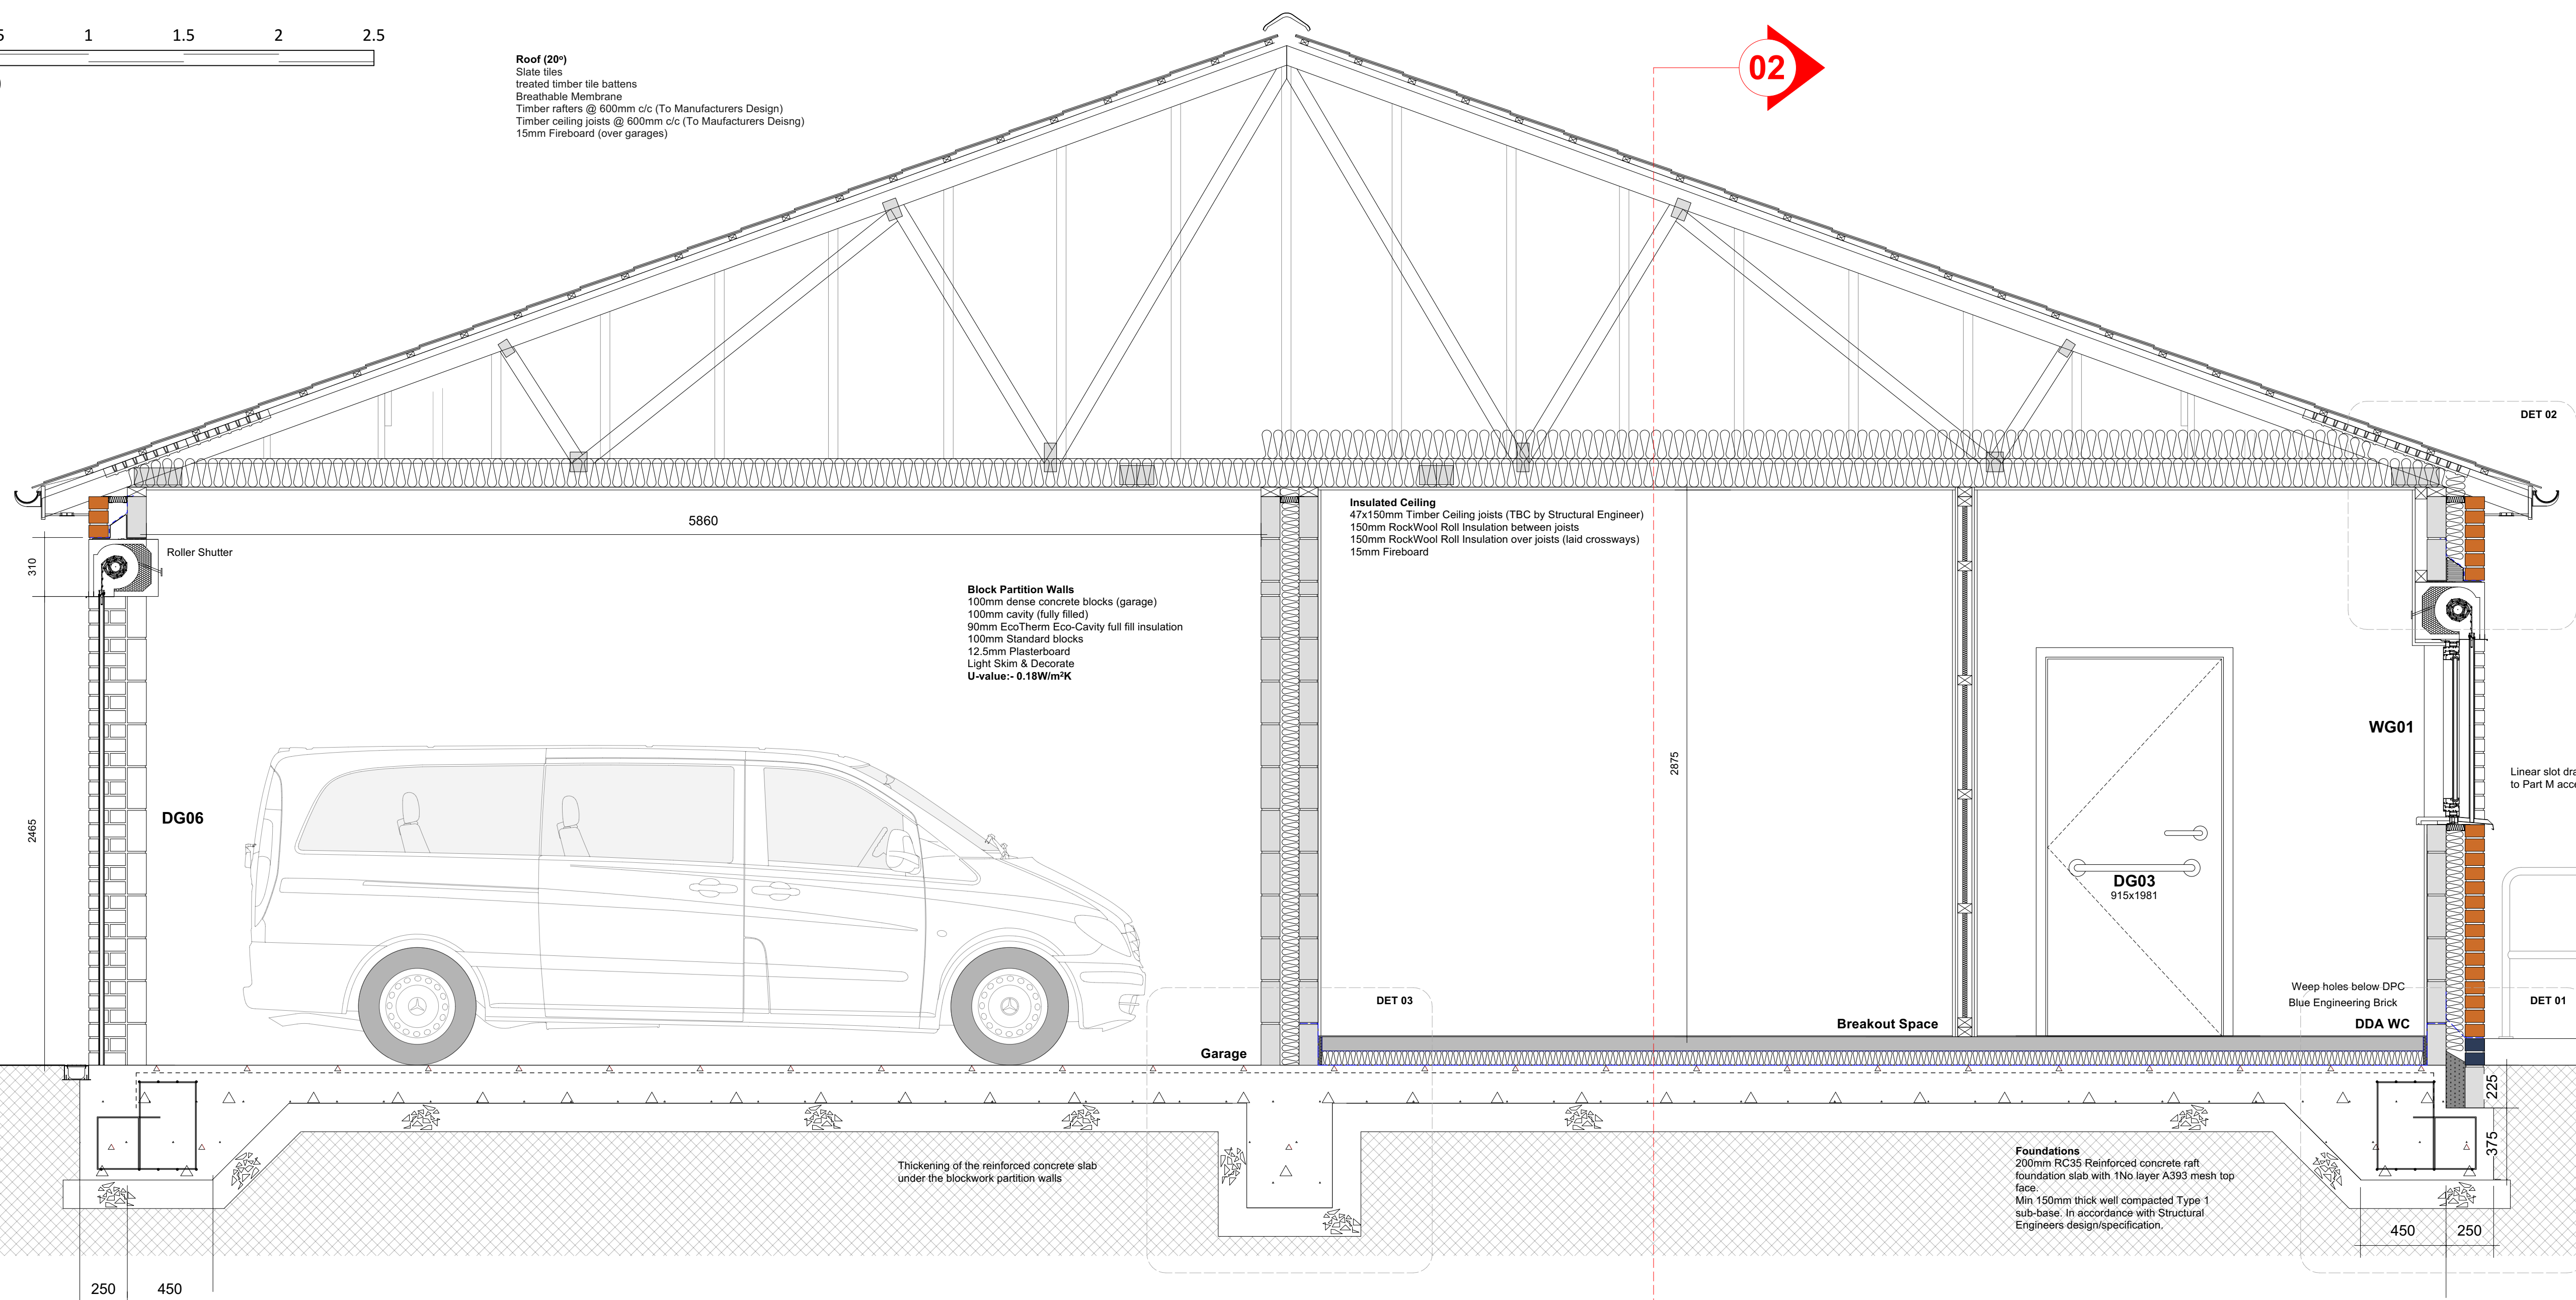 1
1.5
2
2.5
Roof (20º)
Slate tiles
treated timber tile battens
Breathable Membrane
Timber rafters @ 600mm c/c (To Manufacturers Design)
Timber ceiling joists @ 600mm c/c (To Maufacturers Deisng)
15mm Fireboard (over garages)
02
DET 02
5860
Roller Shutter
310
Insulated Ceiling
47x150mm Timber Ceiling joists (TBC by Structural Engineer)
150mm RockWool Roll Insulation between joists
150mm RockWool Roll Insulation over joists (laid crossways)
15mm Fireboard
Block Partition Walls
100mm dense concrete blocks (garage)
100mm cavity (fully filled)
90mm EcoTherm Eco-Cavity full fill insulation
100mm Standard blocks
12.5mm Plasterboard
Light Skim & Decorate
U-value:- 0.18W/m²K
WG01
2875
Linear slot
to Part M
DG06
2465
DG03
915x1981
Weep holes below DPC
Blue Engineering Brick
DET 03
DET 01
Breakout Space
DDA WC
Garage
225
375
Thickening of the reinforced concrete slab
under the blockwork partition walls
Foundations
200mm RC35 Reinforced concrete raft
foundation slab with 1No layer A393 mesh top
face.
Min 150mm thick well compacted Type 1
sub-base. In accordance with Structural
Engineers design/specification.
450
250
250
450